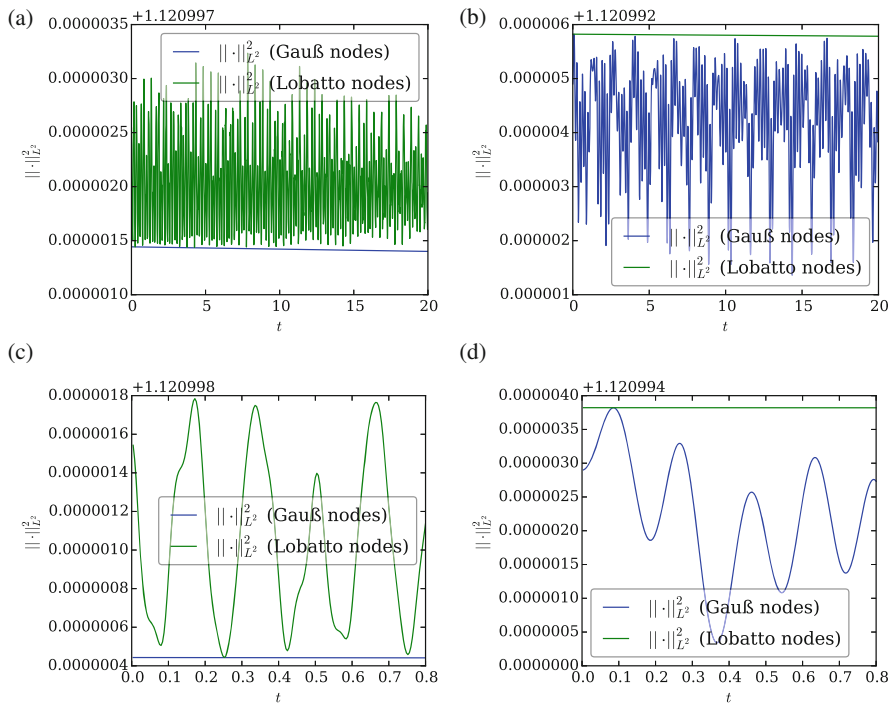 (a)
+1.120997
0.0000035
0.0000030
0.0000025
0.0000020
0.0000015
0.0000010
|| · ||²_{L²}
|| · ||²_{L²} (Gauß nodes)
|| · ||²_{L²} (Lobatto nodes)
0 5 10 15 20
t
(b)
+1.120992
0.000006
0.000005
0.000004
0.000003
0.000002
0.000001
|| · ||²_{L²}
|| · ||²_{L²} (Gauß nodes)
|| · ||²_{L²} (Lobatto nodes)
0 5 10 15 20
t
(c)
+1.120998
0.0000018
0.0000016
0.0000014
0.0000012
0.0000010
0.0000008
0.0000006
0.0000004
|| · ||²_{L²}
|| · ||²_{L²} (Gauß nodes)
|| · ||²_{L²} (Lobatto nodes)
0.0 0.1 0.2 0.3 0.4 0.5 0.6 0.7 0.8
t
(d)
+1.120994
0.0000040
0.0000035
0.0000030
0.0000025
0.0000020
0.0000015
0.0000010
0.0000005
0.0000000
|| · ||²_{L²}
|| · ||²_{L²} (Gauß nodes)
|| · ||²_{L²} (Lobatto nodes)
0.0 0.1 0.2 0.3 0.4 0.5 0.6 0.7 0.8
t